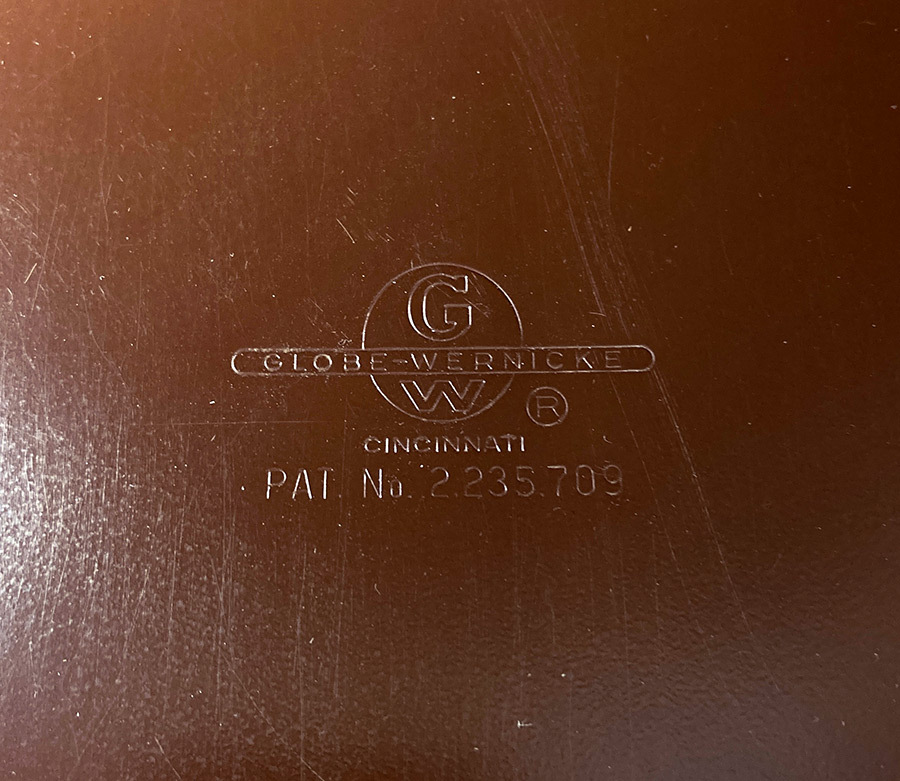 G
GLOBE-WERNICKE
W
®
CINCINNATI
PAT. No. 2.235.709